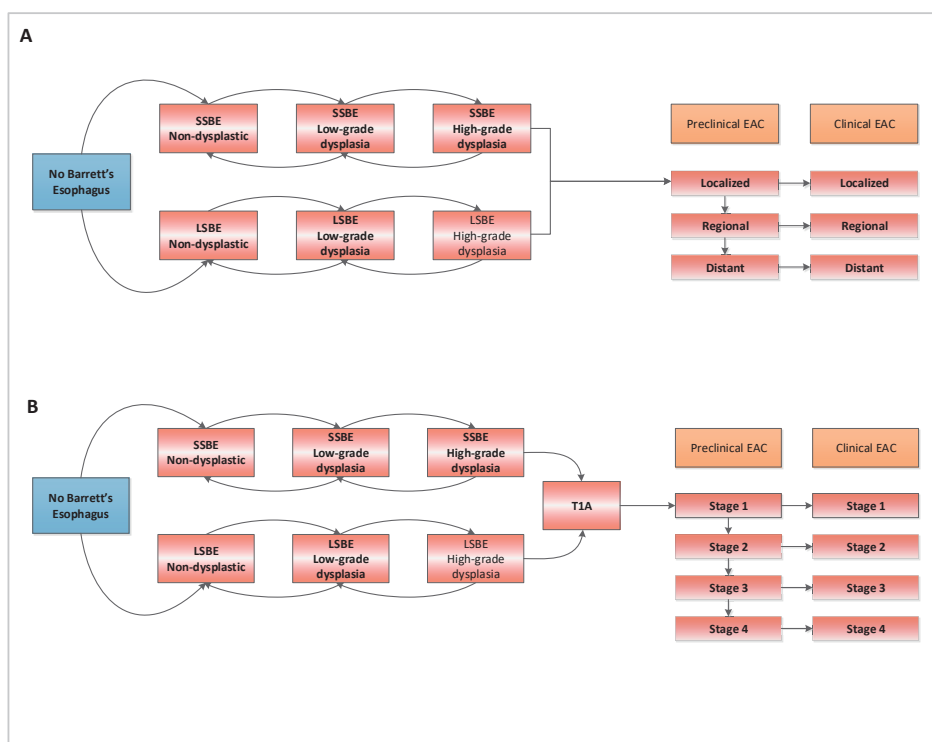 A
SSBE
Non-dysplastic
SSBE
Low-grade
dysplasia
SSBE
High-grade
dysplasia
Preclinical EAC
Clinical EAC
No Barrett's
Esophagus
Localized
Localized
LSBE
Non-dysplastic
LSBE
Low-grade
dysplasia
LSBE
High-grade
dysplasia
Regional
Regional
Distant
Distant
B
SSBE
Non-dysplastic
SSBE
Low-grade
dysplasia
SSBE
High-grade
dysplasia
Preclinical EAC
Clinical EAC
No Barrett's
Esophagus
T1A
Stage 1
Stage 1
LSBE
Non-dysplastic
LSBE
Low-grade
dysplasia
LSBE
High-grade
dysplasia
Stage 2
Stage 2
Stage 3
Stage 3
Stage 4
Stage 4